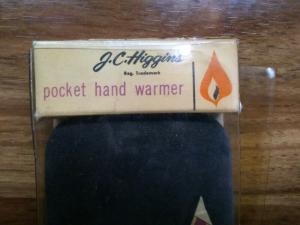 J.C. Higgins
Reg. Trademark
pocket hand warmer